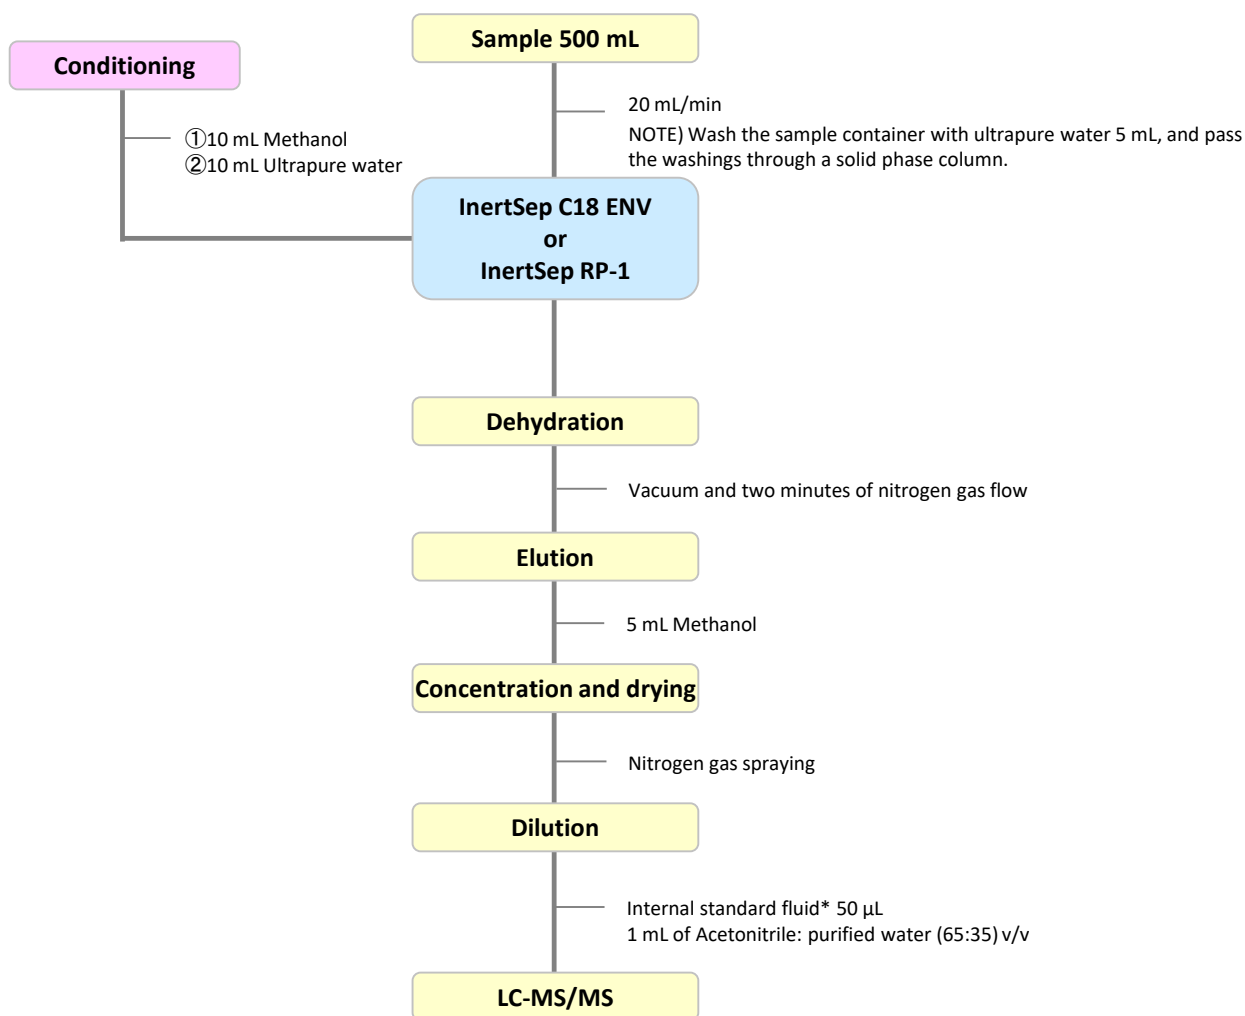 Sample 500 mL
Conditioning
20 mL/min
NOTE) Wash the sample container with ultrapure water 5 mL, and pass
the washings through a solid phase column.
①10 mL Methanol
②10 mL Ultrapure water
InertSep C18 ENV
or
InertSep RP-1
Dehydration
Vacuum and two minutes of nitrogen gas flow
Elution
5 mL Methanol
Concentration and drying
Nitrogen gas spraying
Dilution
Internal standard fluid* 50 µL
1 mL of Acetonitrile: purified water (65:35) v/v
LC-MS/MS